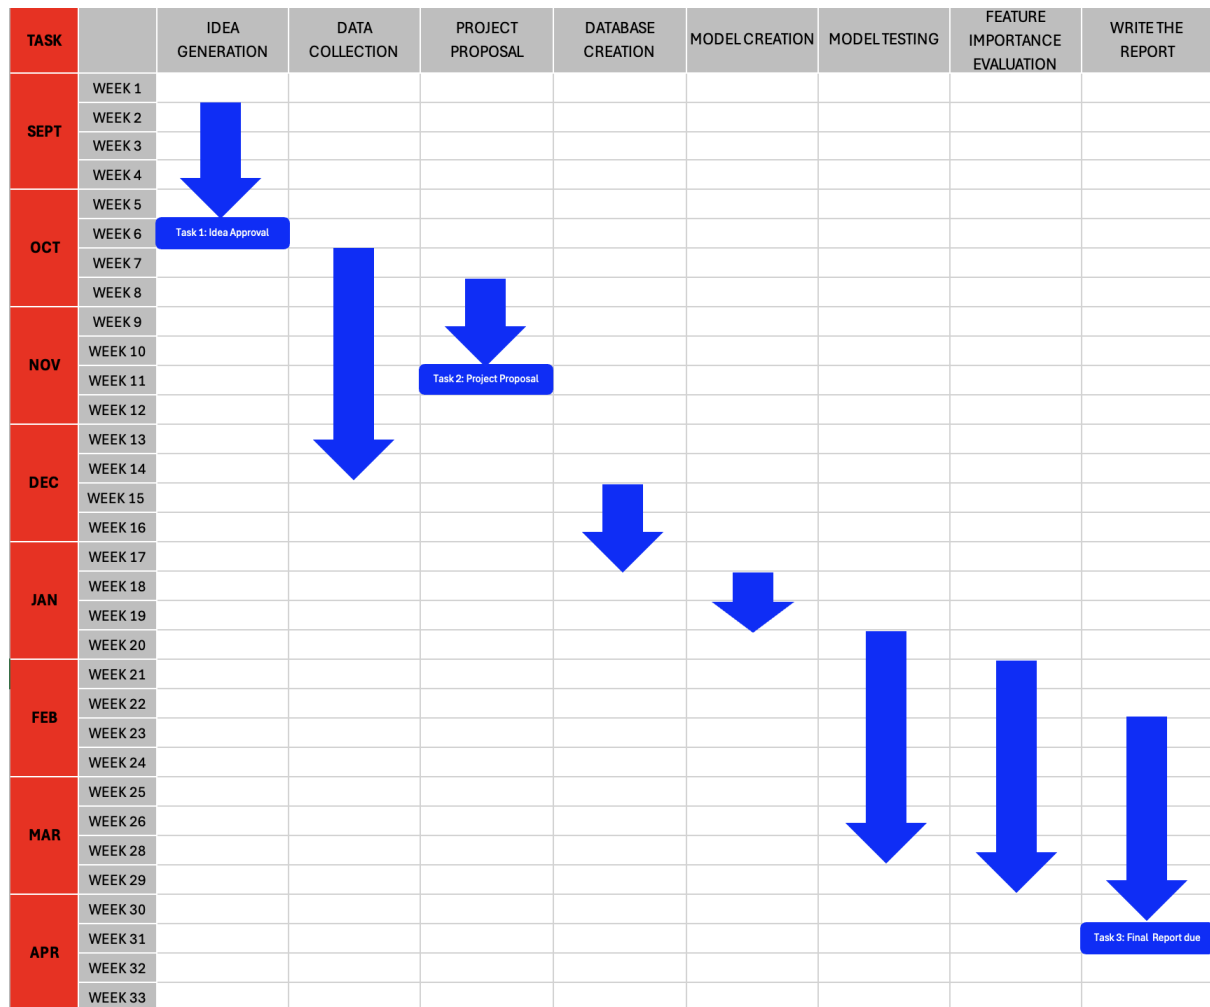 TASK
IDEA
GENERATION
DATA
COLLECTION
PROJECT
PROPOSAL
DATABASE
CREATION
MODEL CREATION
MODEL TESTING
FEATURE
IMPORTANCE
EVALUATION
WRITE THE
REPORT
SEPT
WEEK 1
WEEK 2
WEEK 3
WEEK 4
OCT
WEEK 5
WEEK 6
Task 1: Idea Approval
WEEK 7
WEEK 8
NOV
WEEK 9
WEEK 10
WEEK 11
Task 2: Project Proposal
WEEK 12
DEC
WEEK 13
WEEK 14
WEEK 15
WEEK 16
JAN
WEEK 17
WEEK 18
WEEK 19
WEEK 20
FEB
WEEK 21
WEEK 22
WEEK 23
WEEK 24
MAR
WEEK 25
WEEK 26
WEEK 28
WEEK 29
APR
WEEK 30
WEEK 31
Task 3: Final Report due
WEEK 32
WEEK 33